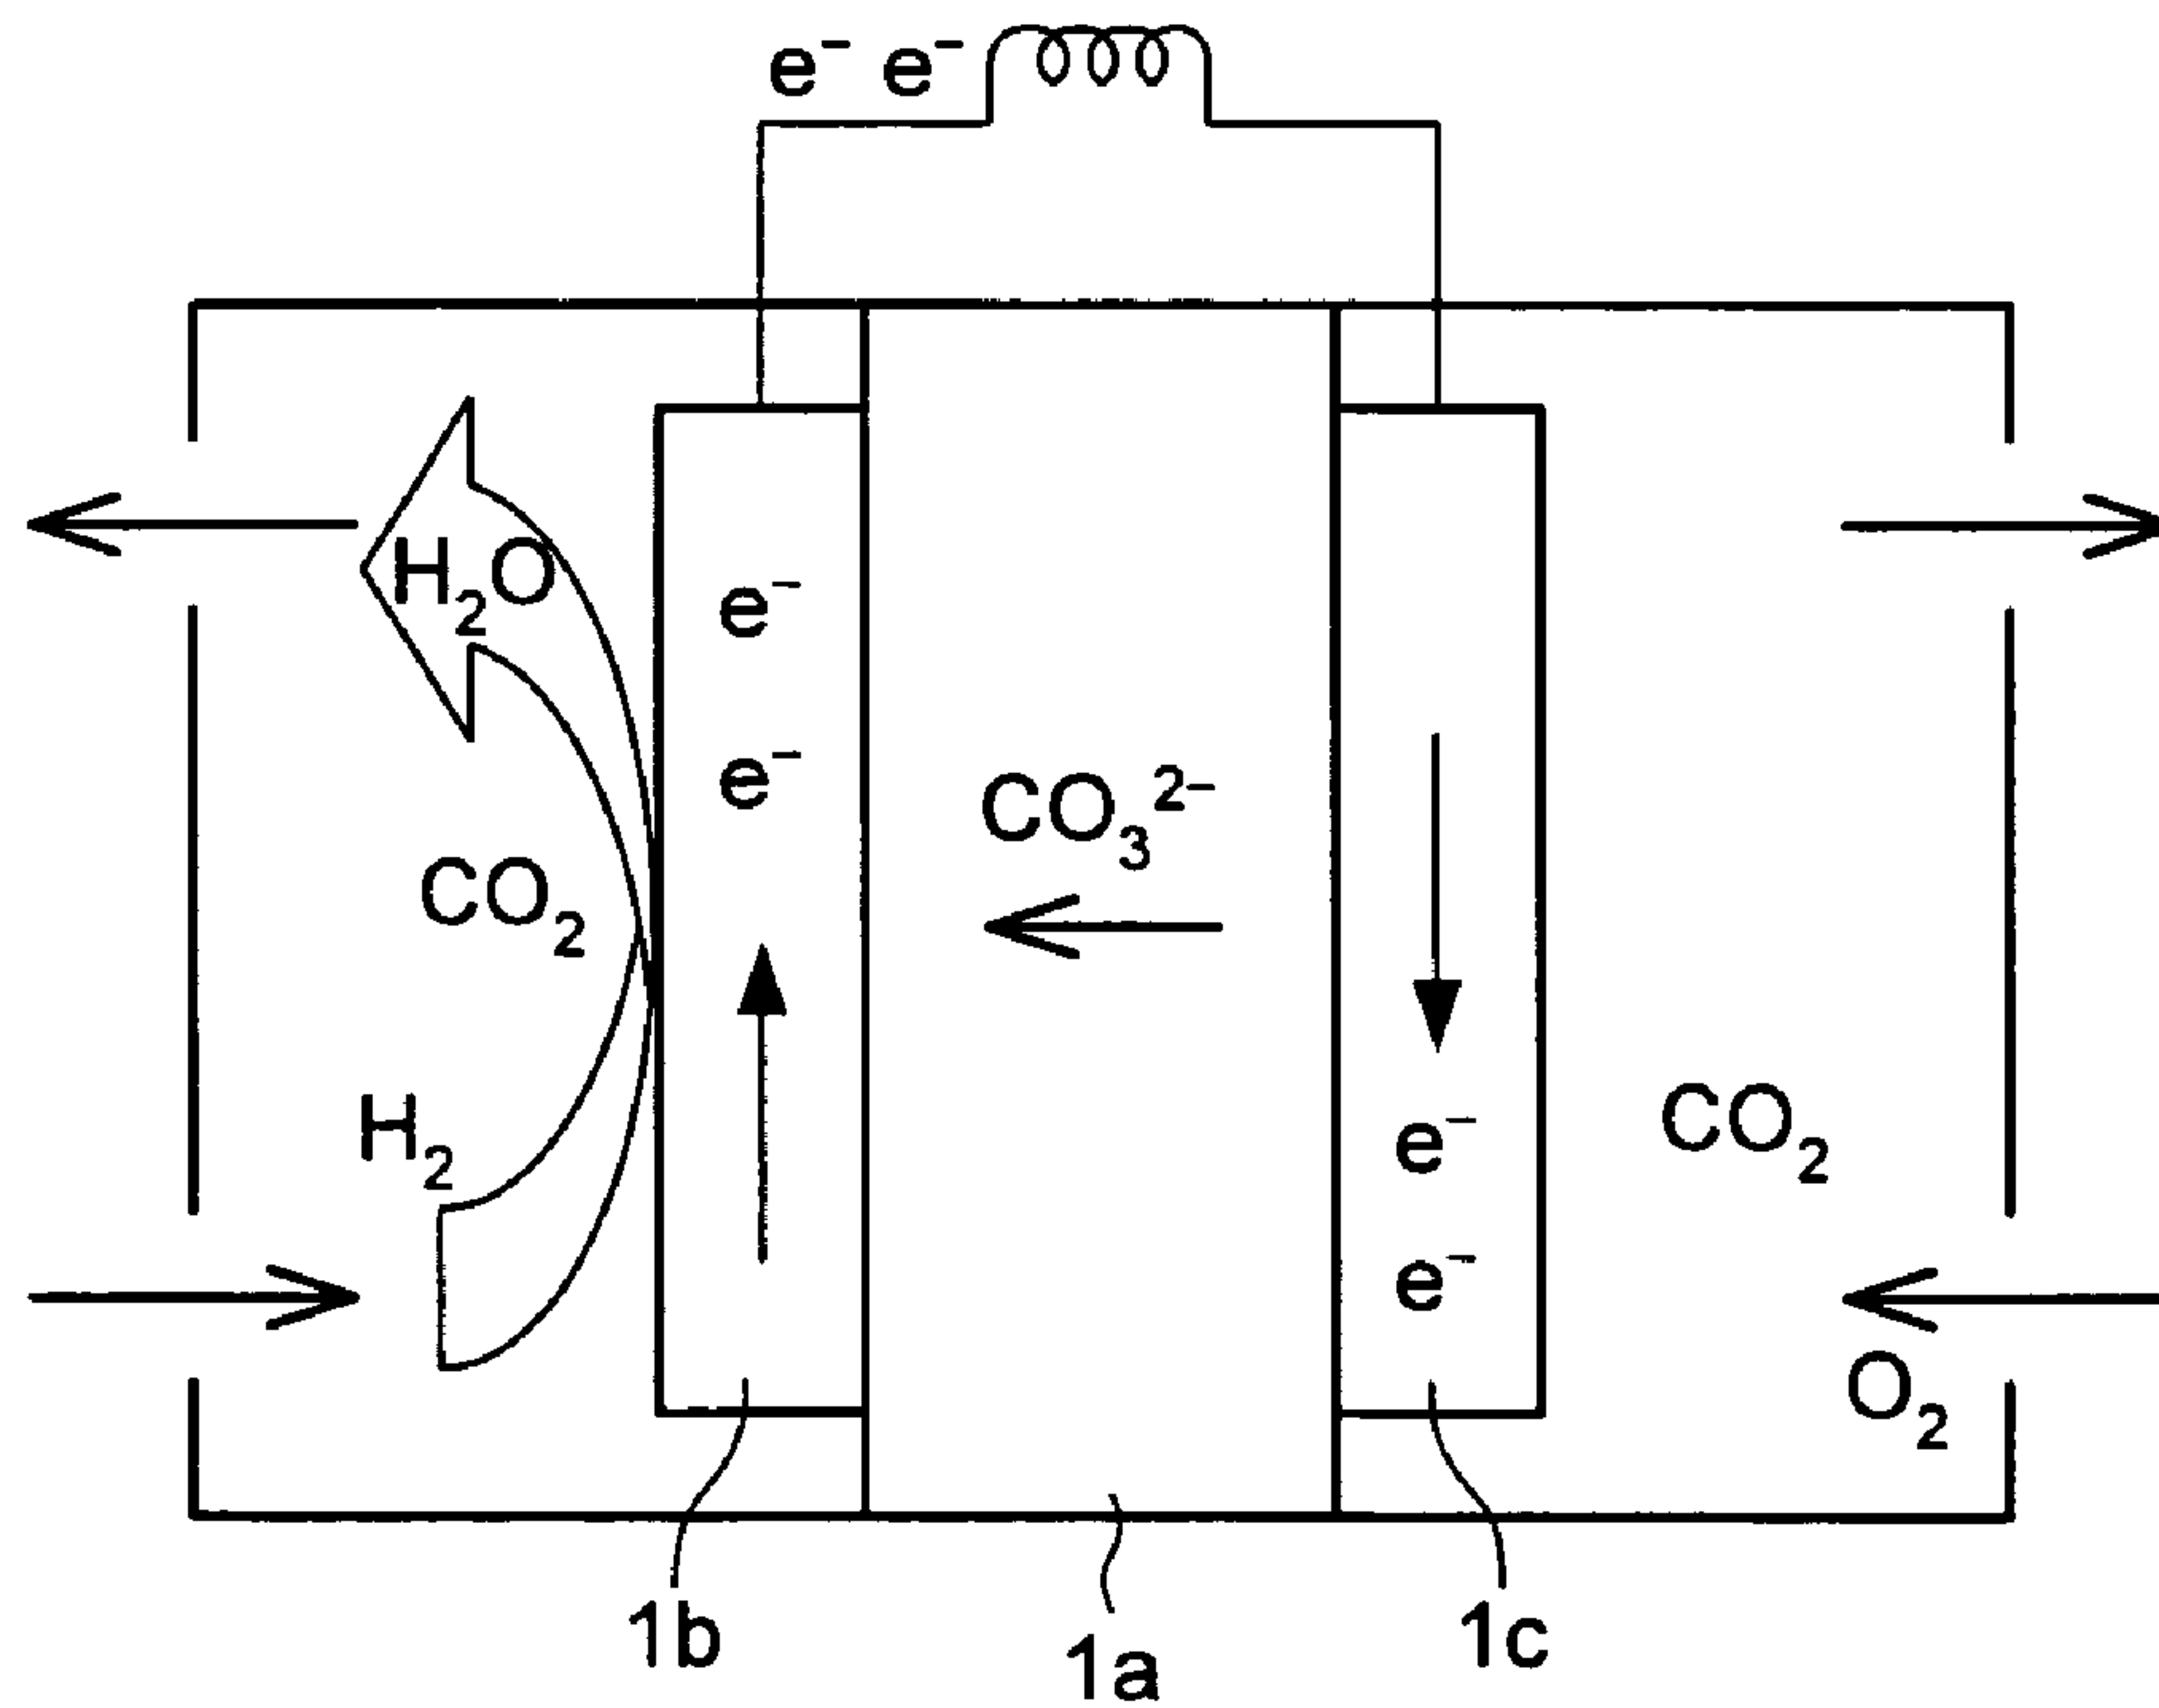 e⁻ e⁻
H₂O
e⁻
e⁻
CO₃²⁻
CO₂
H₂
e⁻
CO₂
e⁻
O₂
1b
1a
1c